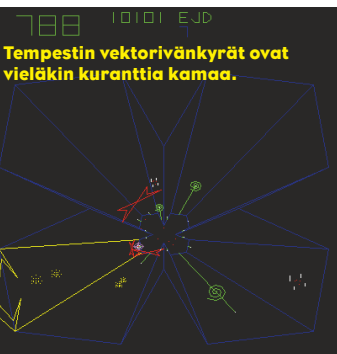 788
10101 EJD
Tempestin vektorivänkyrät ovat
vieläkin kuranttia kamaa.